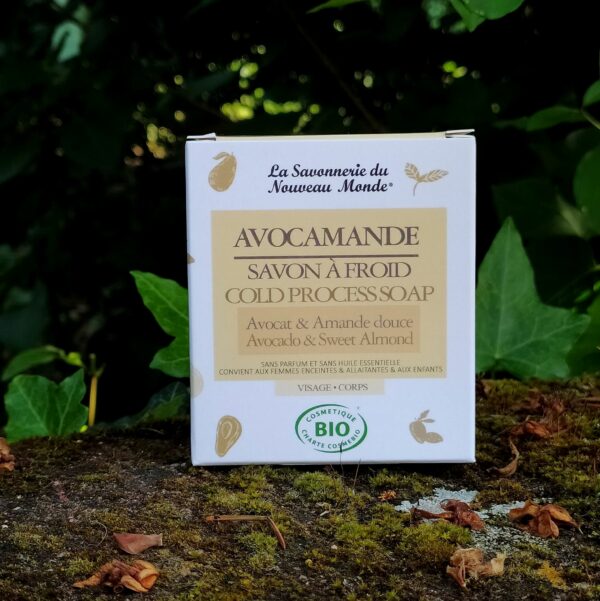 La Savonnerie du
Nouveau Monde®
AVOCAMANDE
SAVON À FROID
COLD PROCESS SOAP
Avocat & Amande douce
Avocado & Sweet Almond
SANS PARFUM ET SANS HUILE ESSENTIELLE
CONVIENT AUX FEMMES ENCEINTES & ALLAITANTES & AUX ENFANTS
VISAGE • CORPS
COSMETIQUE
BIO
CHARTE COSMEBIO